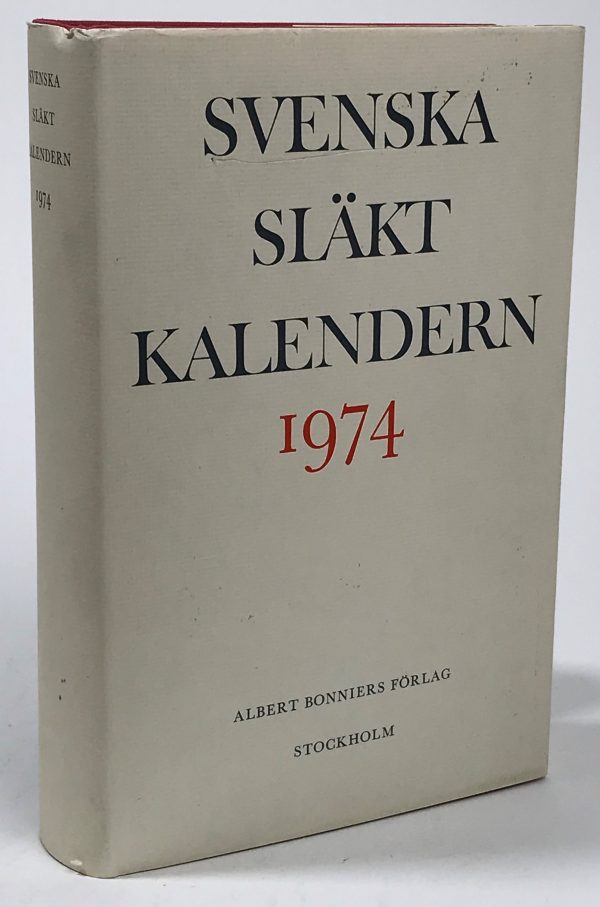 SVENSKA
SLÄKT
KALENDERN
1974
SVENSKA
SLÄKT
KALENDERN
1974
ALBERT BONNIERS FÖRLAG
STOCKHOLM